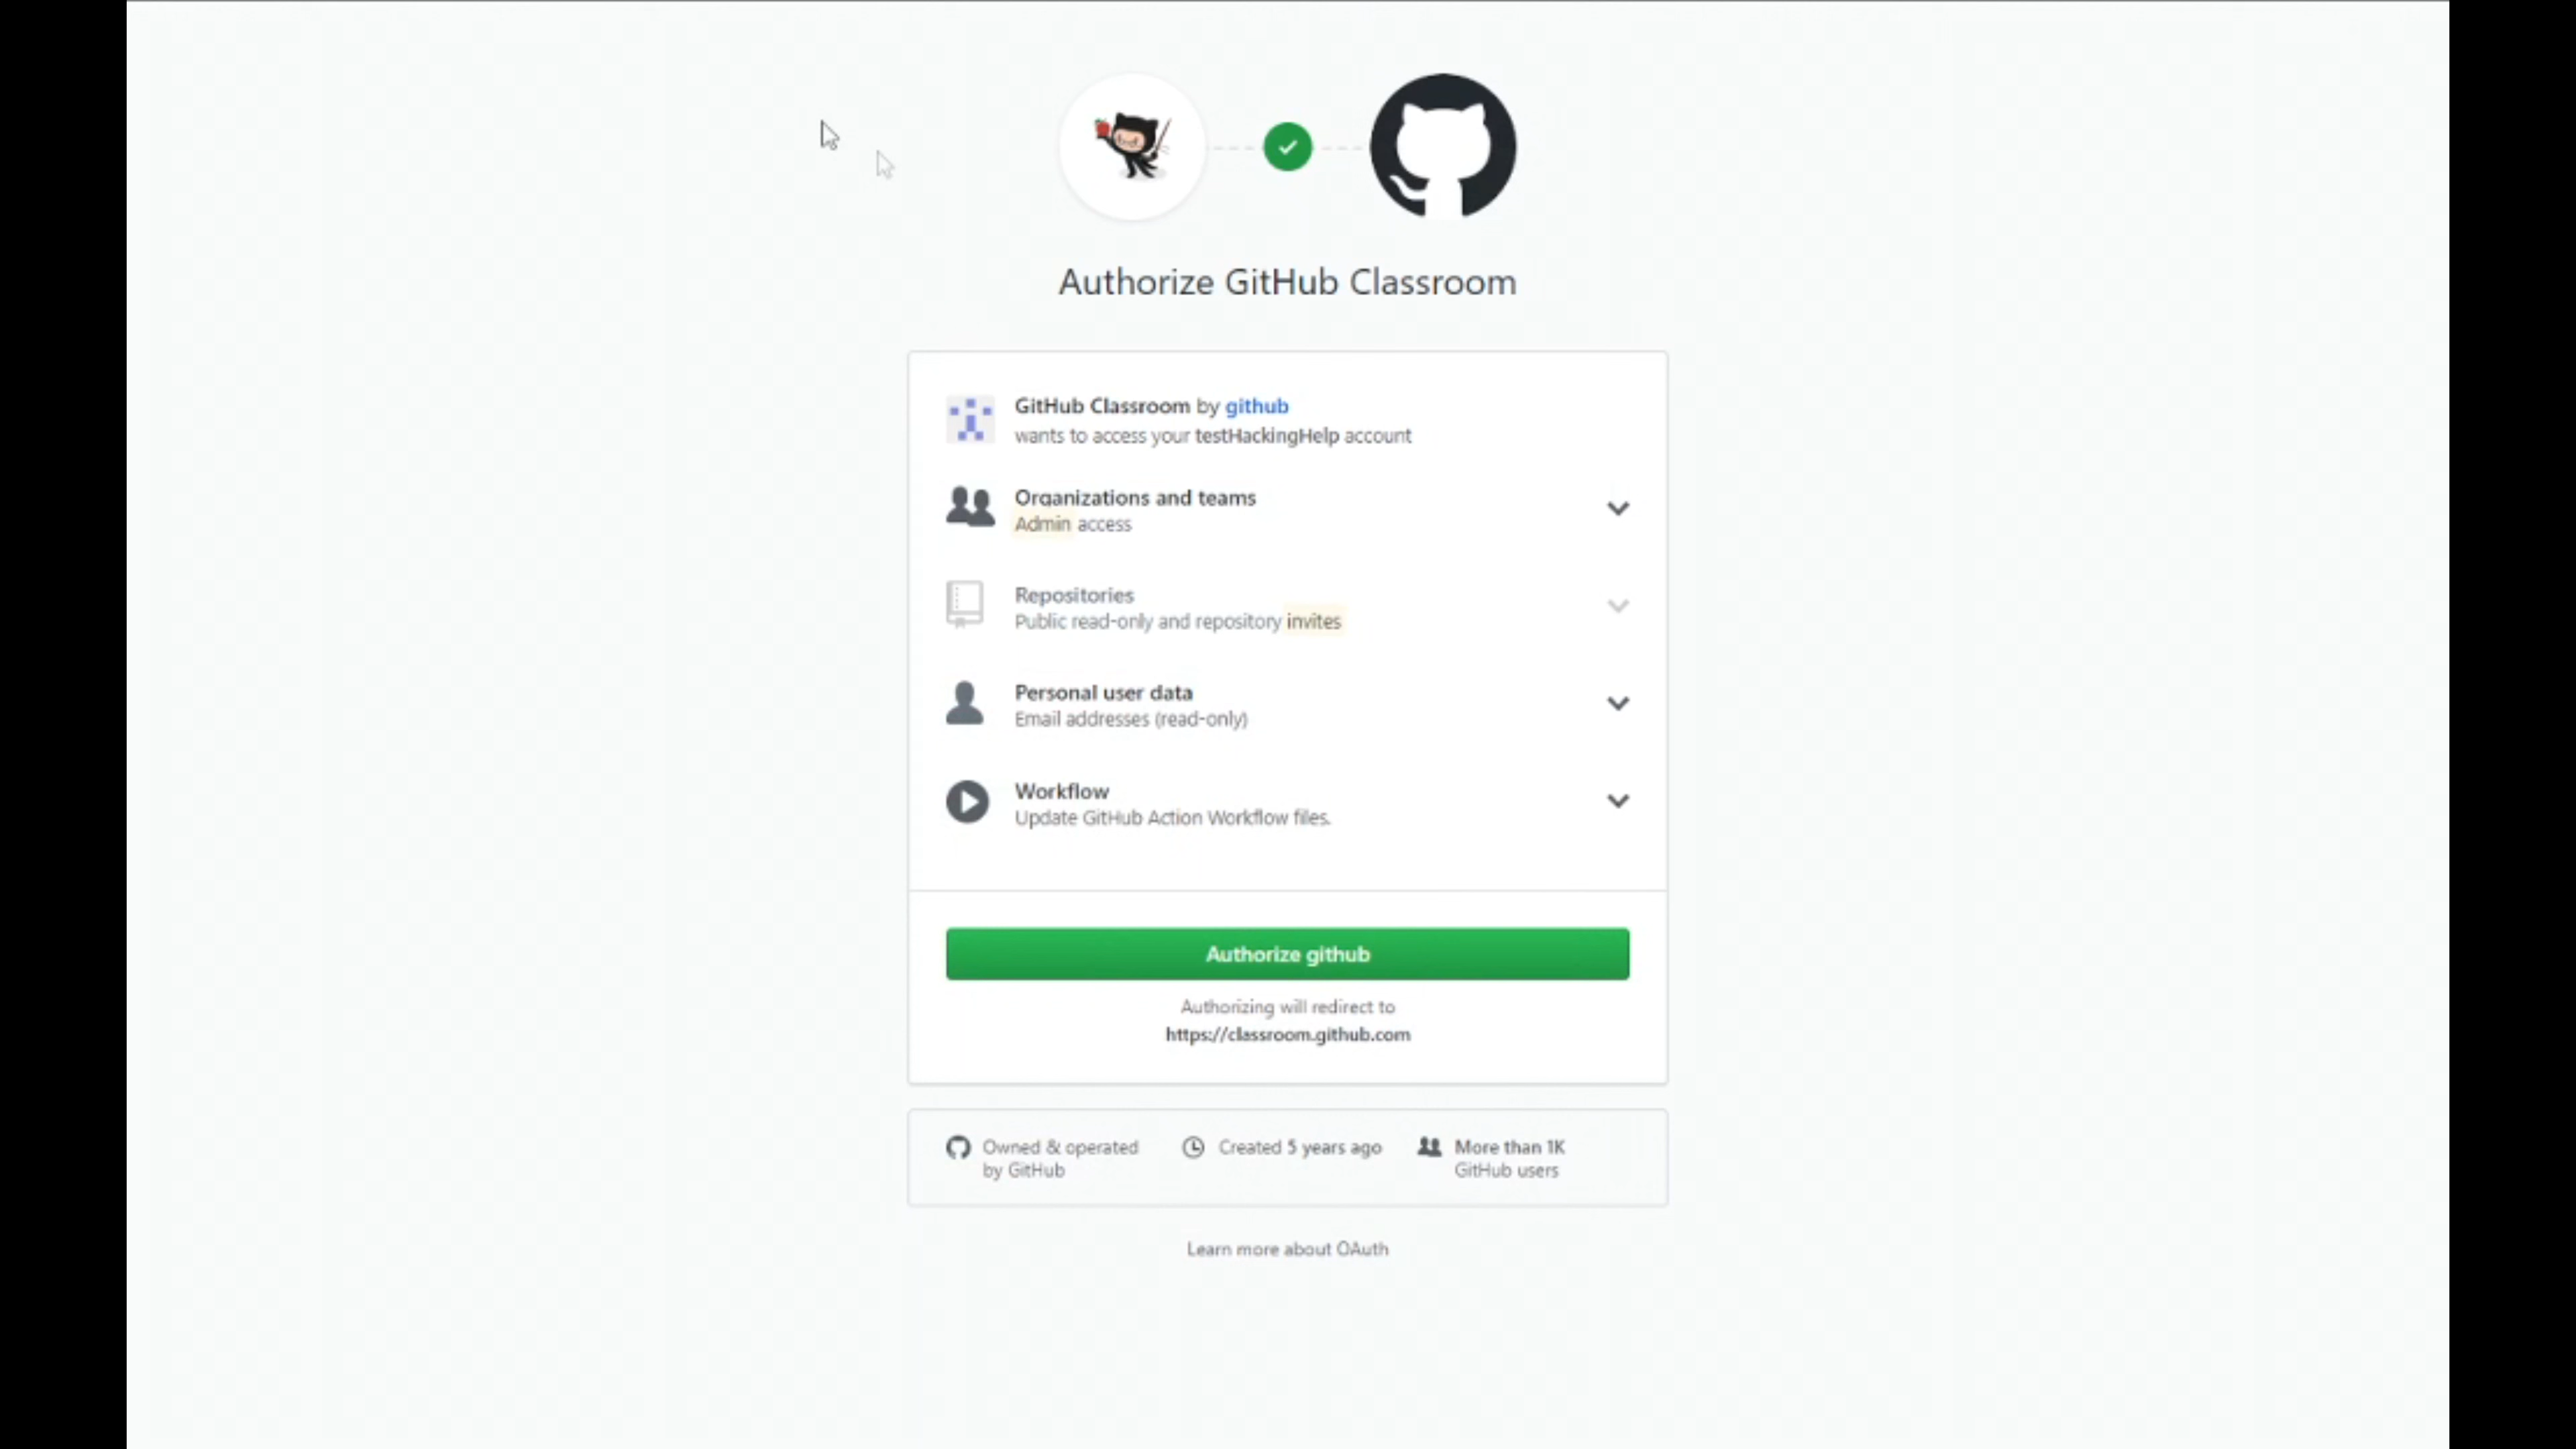 Authorize GitHub Classroom
GitHub Classroom by github
wants to access your testHackingHelp account
Organizations and teams
Admin access
Repositories
Public read-only and repository invites
Personal user data
Email addresses (read-only)
Workflow
Update GitHub Action Workflow files.
Authorize github
Authorizing will redirect to
https://classroom.github.com
Owned & operated
by GitHub
Created 5 years ago
More than 1K
GitHub users
Learn more about OAuth